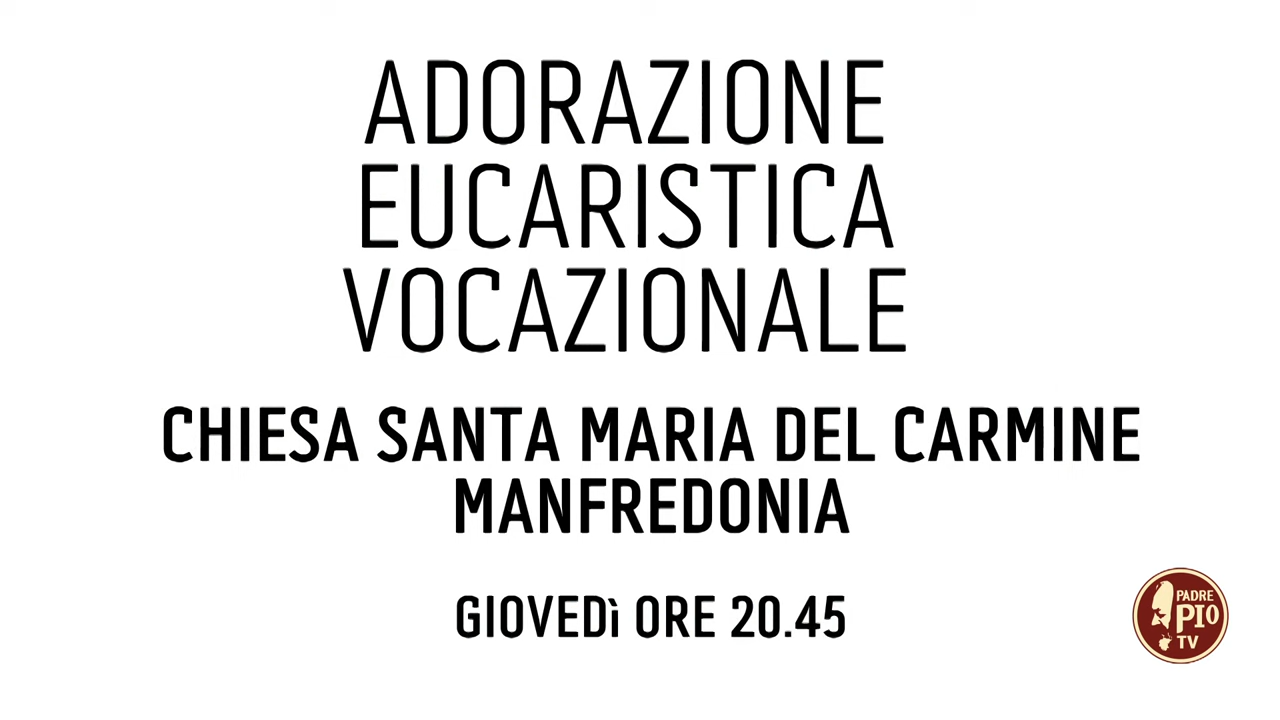 ADORAZIONE
EUCARISTICA
VOCAZIONALE
CHIESA SANTA MARIA DEL CARMINE
MANFREDONIA
GIOVEDì ORE 20.45
PADRE
PIO
TV